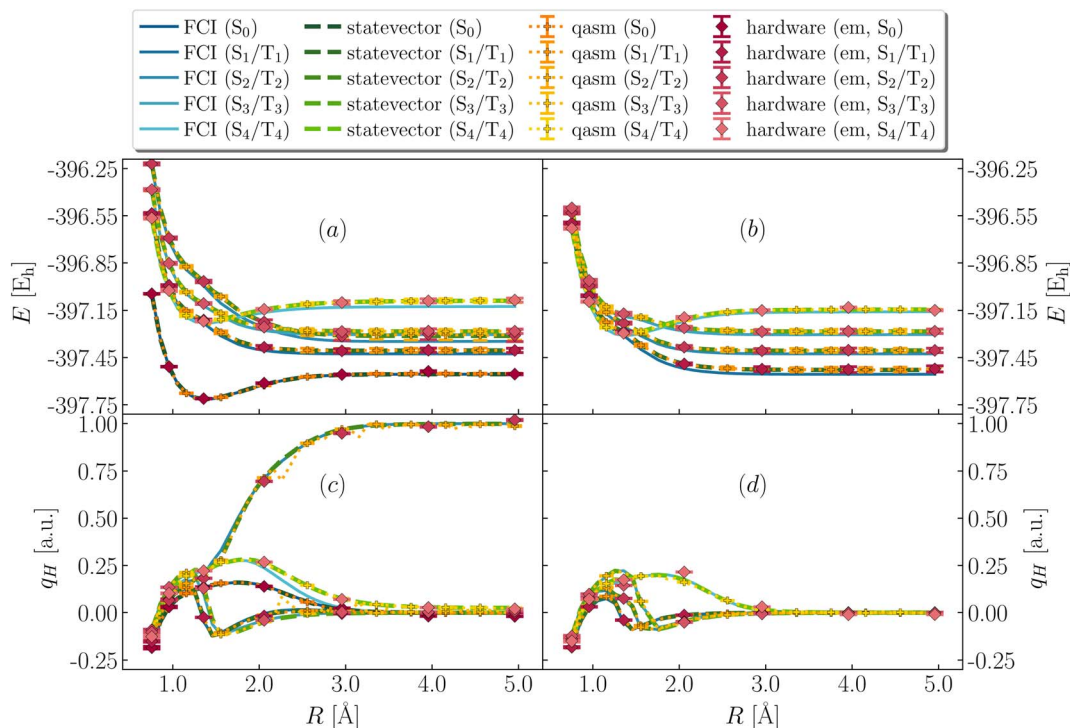 FCI (S₀) statevector (S₀) qasm (S₀) hardware (em, S₀)
FCI (S₁/T₁) statevector (S₁/T₁) qasm (S₁/T₁) hardware (em, S₁/T₁)
FCI (S₂/T₂) statevector (S₂/T₂) qasm (S₂/T₂) hardware (em, S₂/T₂)
FCI (S₃/T₃) statevector (S₃/T₃) qasm (S₃/T₃) hardware (em, S₃/T₃)
FCI (S₄/T₄) statevector (S₄/T₄) qasm (S₄/T₄) hardware (em, S₄/T₄)
-396.25 -396.25
-396.55 -396.55
(a) (b)
-396.85 -396.85
E [Eₕ] E [Eₕ]
-397.15 -397.15
-397.45 -397.45
-397.75 -397.75
1.00 1.00
0.75 0.75
(c) (d)
0.50 0.50
q_H [a.u.] q_H [a.u.]
0.25 0.25
0.00 0.00
-0.25 -0.25
1.0 2.0 3.0 4.0 5.0 1.0 2.0 3.0 4.0 5.0
R [Å] R [Å]